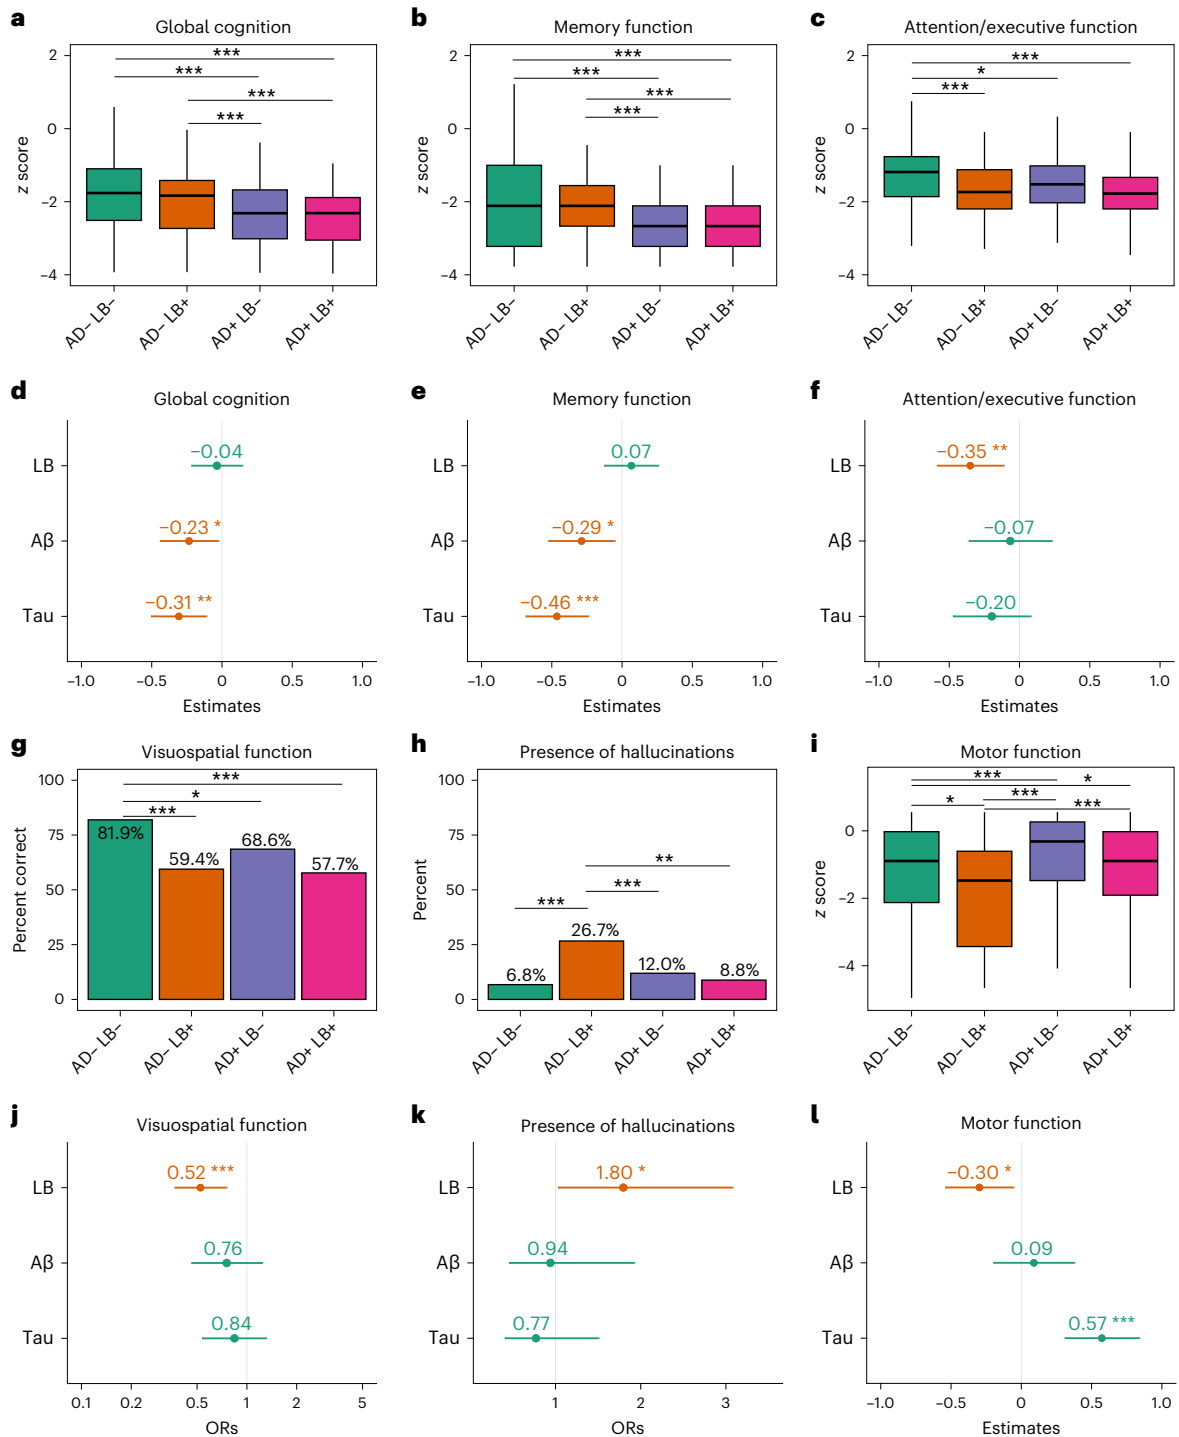 a Global cognition
***
***
***
***
2
0
−2
−4
z score
AD− LB−
AD− LB+
AD+ LB−
AD+ LB+
b Memory function
***
***
***
***
2
0
−2
−4
z score
AD− LB−
AD− LB+
AD+ LB−
AD+ LB+
c Attention/executive function
***
*
***
2
0
−2
−4
z score
AD− LB−
AD− LB+
AD+ LB−
AD+ LB+
d Global cognition
LB −0.04
Aβ −0.23 *
Tau −0.31 **
−1.0 −0.5 0 0.5 1.0
Estimates
e Memory function
LB 0.07
Aβ −0.29 *
Tau −0.46 ***
−1.0 −0.5 0 0.5 1.0
Estimates
f Attention/executive function
LB −0.35 **
Aβ −0.07
Tau −0.20
−1.0 −0.5 0 0.5 1.0
Estimates
g Visuospatial function
***
*
***
100
75
50
25
0
Percent correct
81.9%
59.4%
68.6%
57.7%
AD− LB−
AD− LB+
AD+ LB−
AD+ LB+
h Presence of hallucinations
**
***
***
100
75
50
25
0
Percent
6.8%
26.7%
12.0%
8.8%
AD− LB−
AD− LB+
AD+ LB−
AD+ LB+
i Motor function
*** *
* ***
***
0
−2
−4
z score
AD− LB−
AD− LB+
AD+ LB−
AD+ LB+
j Visuospatial function
LB 0.52 ***
Aβ 0.76
Tau 0.84
0.1 0.2 0.5 1 2 5
ORs
k Presence of hallucinations
LB 1.80 *
Aβ 0.94
Tau 0.77
1 2 3
ORs
l Motor function
LB −0.30 *
Aβ 0.09
Tau 0.57 ***
−1.0 −0.5 0 0.5 1.0
Estimates